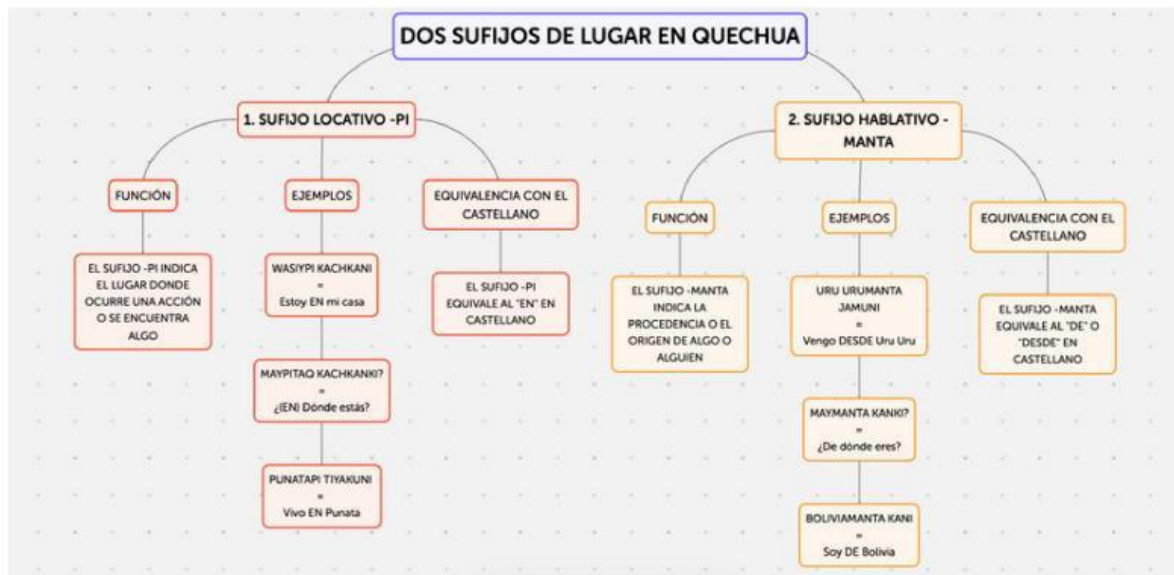 DOS SUFIJOS DE LUGAR EN QUECHUA
1. SUFIJO LOCATIVO -PI
FUNCIÓN
EL SUFIJO -PI INDICA
EL LUGAR DONDE
OCURRE UNA ACCIÓN
O SE ENCUENTRA
ALGO
EJEMPLOS
WASIYPI KACHKANI
=
Estoy EN mi casa
MAYPITAQ KACHKANKI?
=
¿(EN) Dónde estás?
PUNATAPI TIYAKUNI
=
Vivo EN Punata
EQUIVALENCIA CON EL
CASTELLANO
EL SUFIJO -PI
EQUIVALE AL "EN" EN
CASTELLANO
2. SUFIJO HABLATIVO -
MANTA
FUNCIÓN
EL SUFIJO -MANTA
INDICA LA
PROCEDENCIA O EL
ORIGEN DE ALGO O
ALGUIEN
EJEMPLOS
URU URUMANTA
JAMUNI
=
Vengo DESDE Uru Uru
MAYMANTA KANKI?
=
¿De dónde eres?
BOLIVIAMANTA KANI
=
Soy DE Bolivia
EQUIVALENCIA CON EL
CASTELLANO
EL SUFIJO -MANTA
EQUIVALE AL "DE" O
"DESDE" EN
CASTELLANO